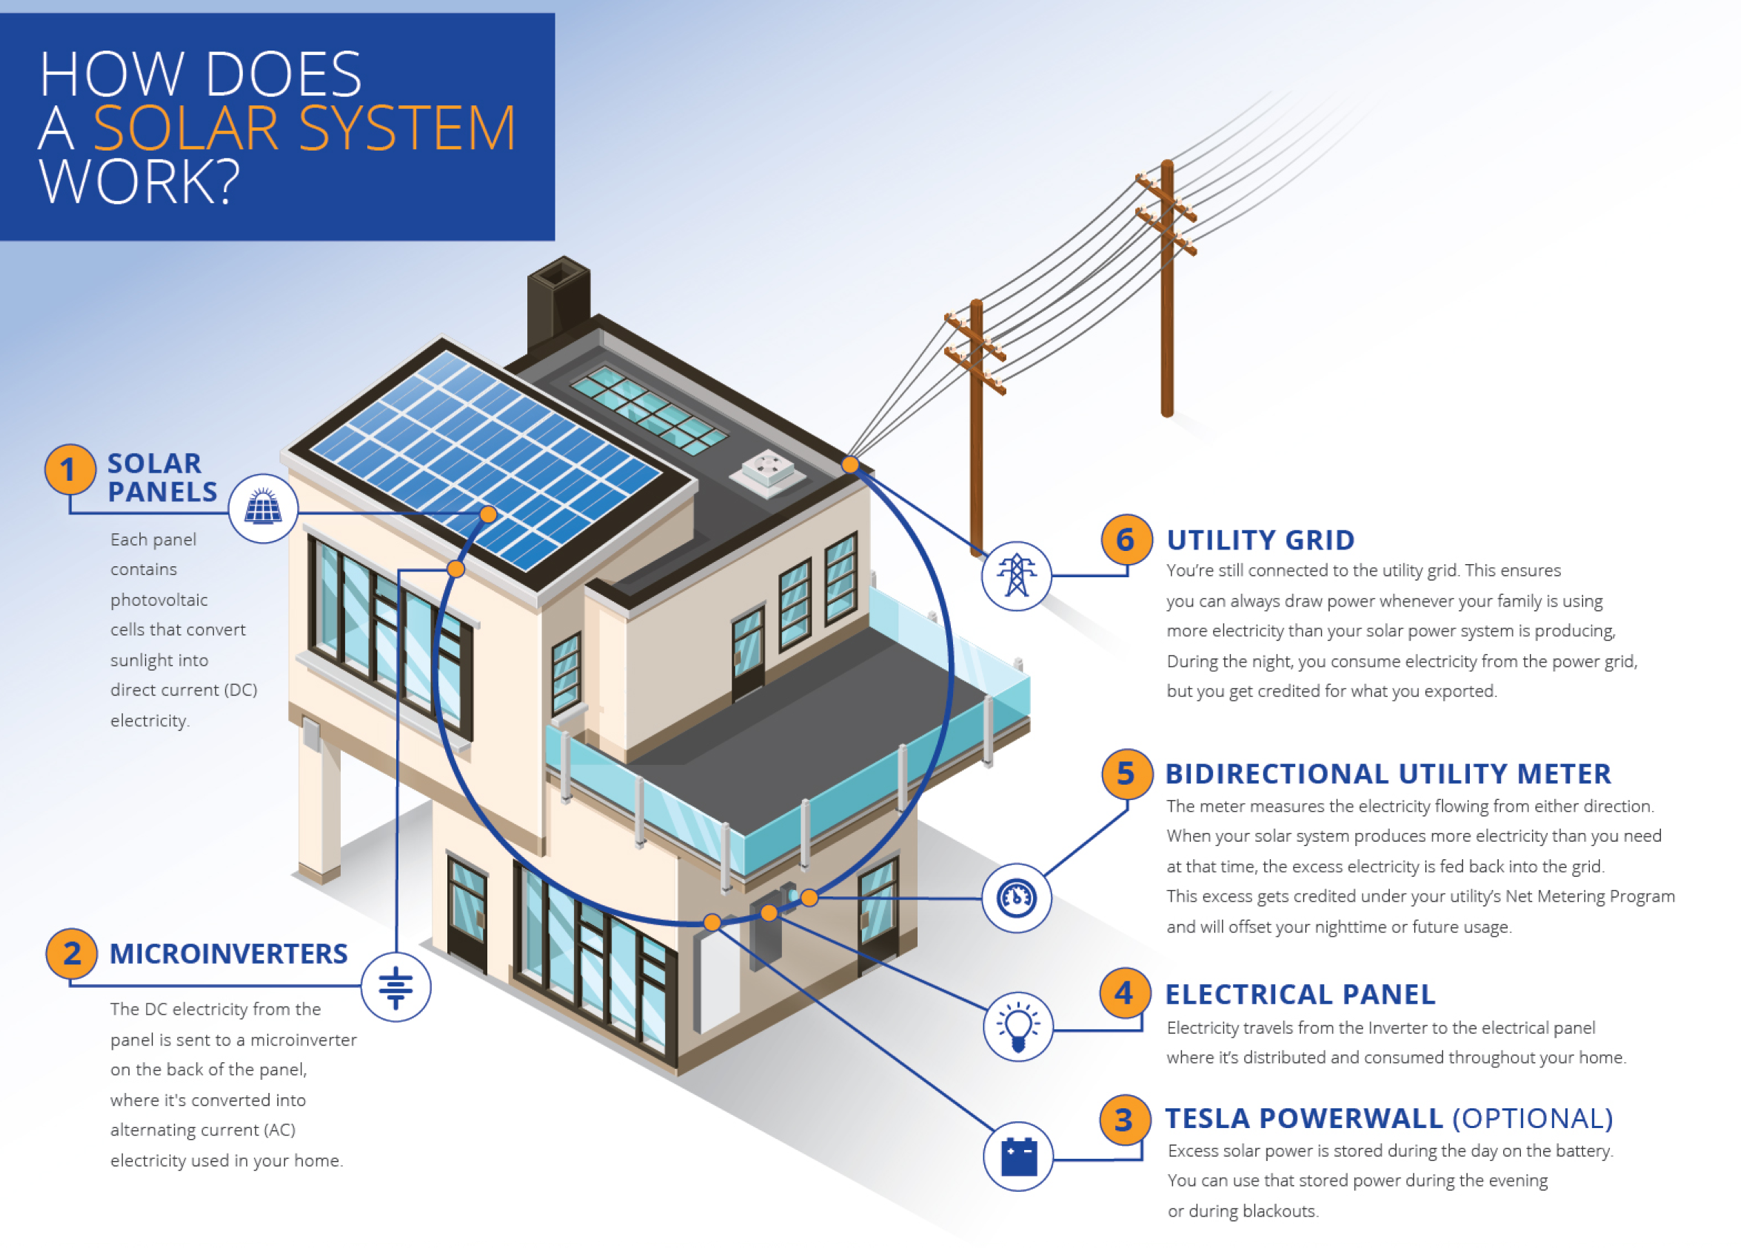 HOW DOES
A SOLAR SYSTEM
WORK?
1
SOLAR
PANELS
Each panel
contains
photovoltaic
cells that convert
sunlight into
direct current (DC)
electricity.
2
MICROINVERTERS
The DC electricity from the
panel is sent to a microinverter
on the back of the panel,
where it's converted into
alternating current (AC)
electricity used in your home.
6
UTILITY GRID
You’re still connected to the utility grid. This ensures
you can always draw power whenever your family is using
more electricity than your solar power system is producing,
During the night, you consume electricity from the power grid,
but you get credited for what you exported.
5
BIDIRECTIONAL UTILITY METER
The meter measures the electricity flowing from either direction.
When your solar system produces more electricity than you need
at that time, the excess electricity is fed back into the grid.
This excess gets credited under your utility’s Net Metering Program
and will offset your nighttime or future usage.
4
ELECTRICAL PANEL
Electricity travels from the Inverter to the electrical panel
where it’s distributed and consumed throughout your home.
3
TESLA POWERWALL (OPTIONAL)
Excess solar power is stored during the day on the battery.
You can use that stored power during the evening
or during blackouts.